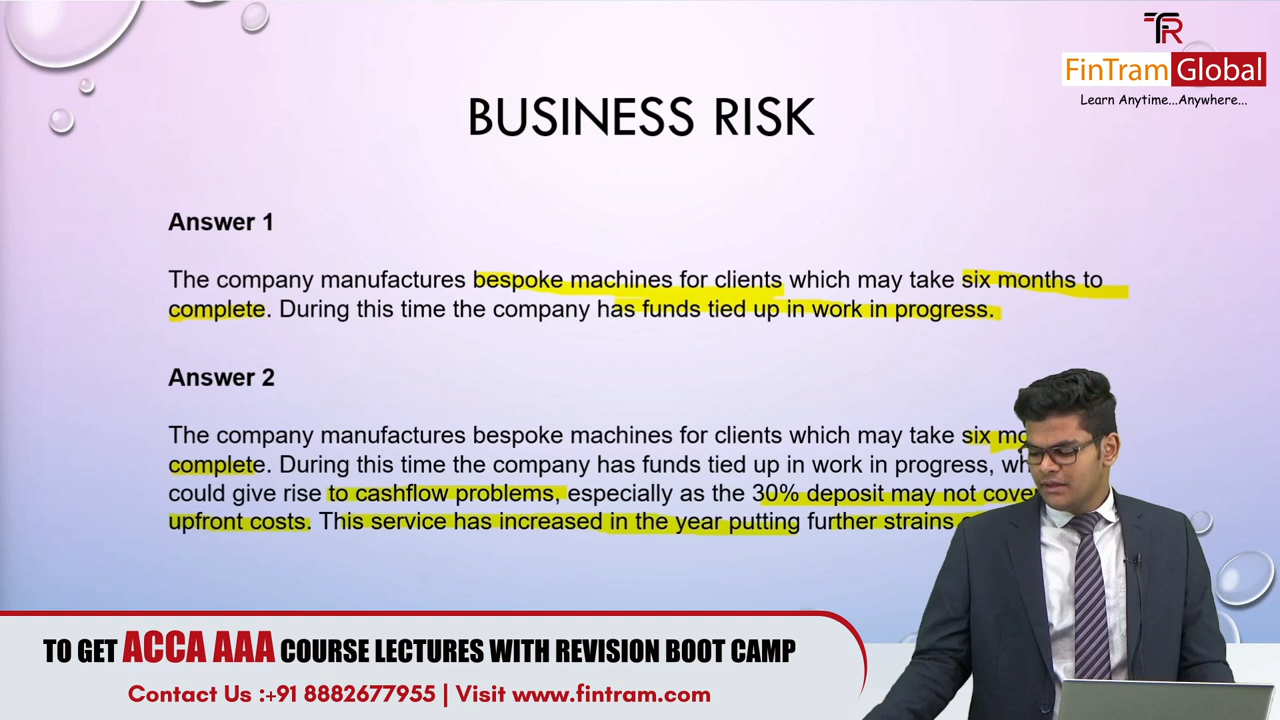 FinTram Global
Learn Anytime...Anywhere...
BUSINESS RISK
Answer 1
The company manufactures bespoke machines for clients which may take six months to
complete. During this time the company has funds tied up in work in progress.
Answer 2
The company manufactures bespoke machines for clients which may take six
complete. During this time the company has funds tied up in work in progress,
could give rise to cashflow problems, especially as the 30% deposit may not
upfront costs. This service has increased in the year putting further strains
TO GET ACCA AAA COURSE LECTURES WITH REVISION BOOT CAMP
Contact Us :+91 8882677955 | Visit www.fintram.com